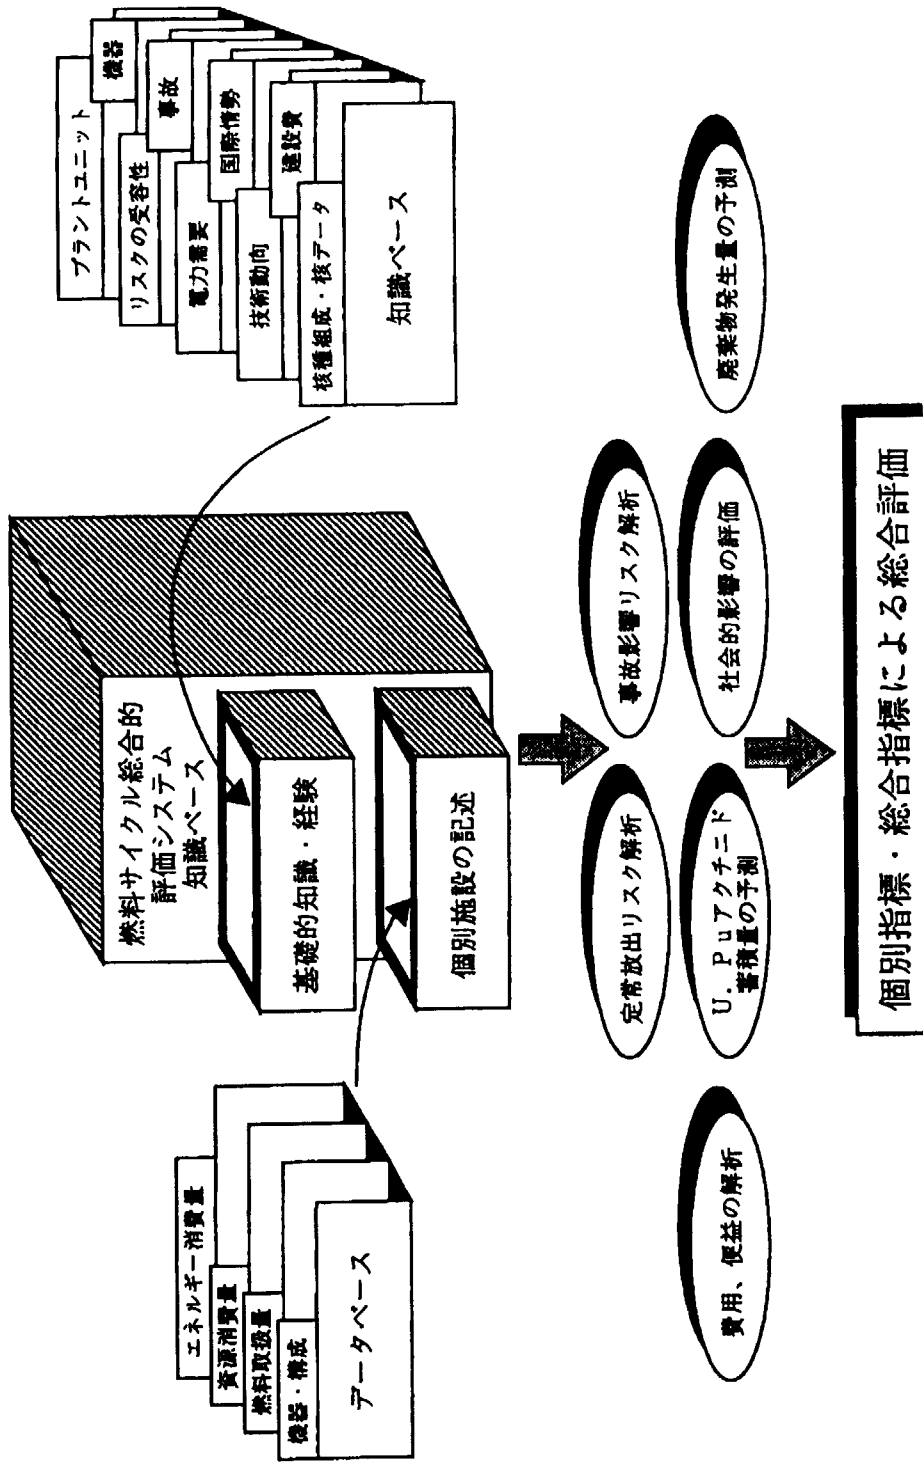 エネルギー消費量
資源消費量
燃料取扱量
機器・構成
データベース
燃料サイクル総合的
評価システム
知識ベース
基礎的知識・経験
個別施設の記述
プラントユニット
機器
リスクの受容性
事故
電力需要
国際情勢
技術動向
建設費
核種組成・核データ
知識ベース
定常放出リスク解析
事故影響リスク解析
費用、便益の解析
U．Puアクチニド
蓄積量の予測
社会的影響の評価
廃棄物発生量の予測
個別指標・総合指標による総合評価